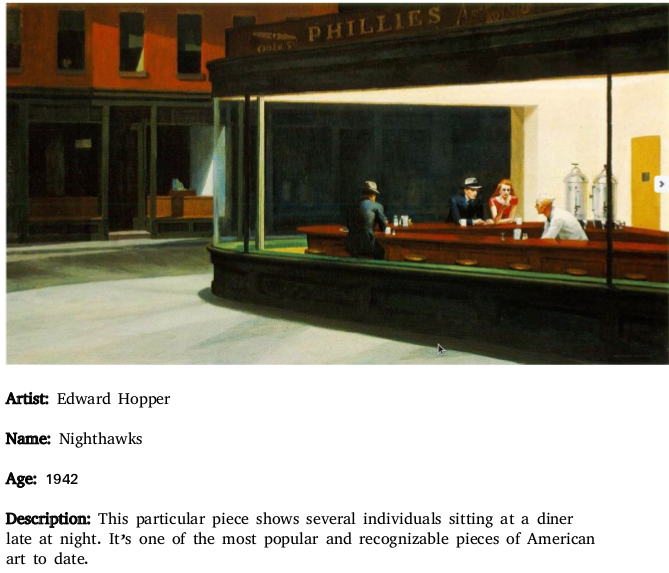 PHILLIES
Artist: Edward Hopper
Name: Nighthawks
Age: 1942
Description: This particular piece shows several individuals sitting at a diner
late at night. It's one of the most popular and recognizable pieces of American
art to date.